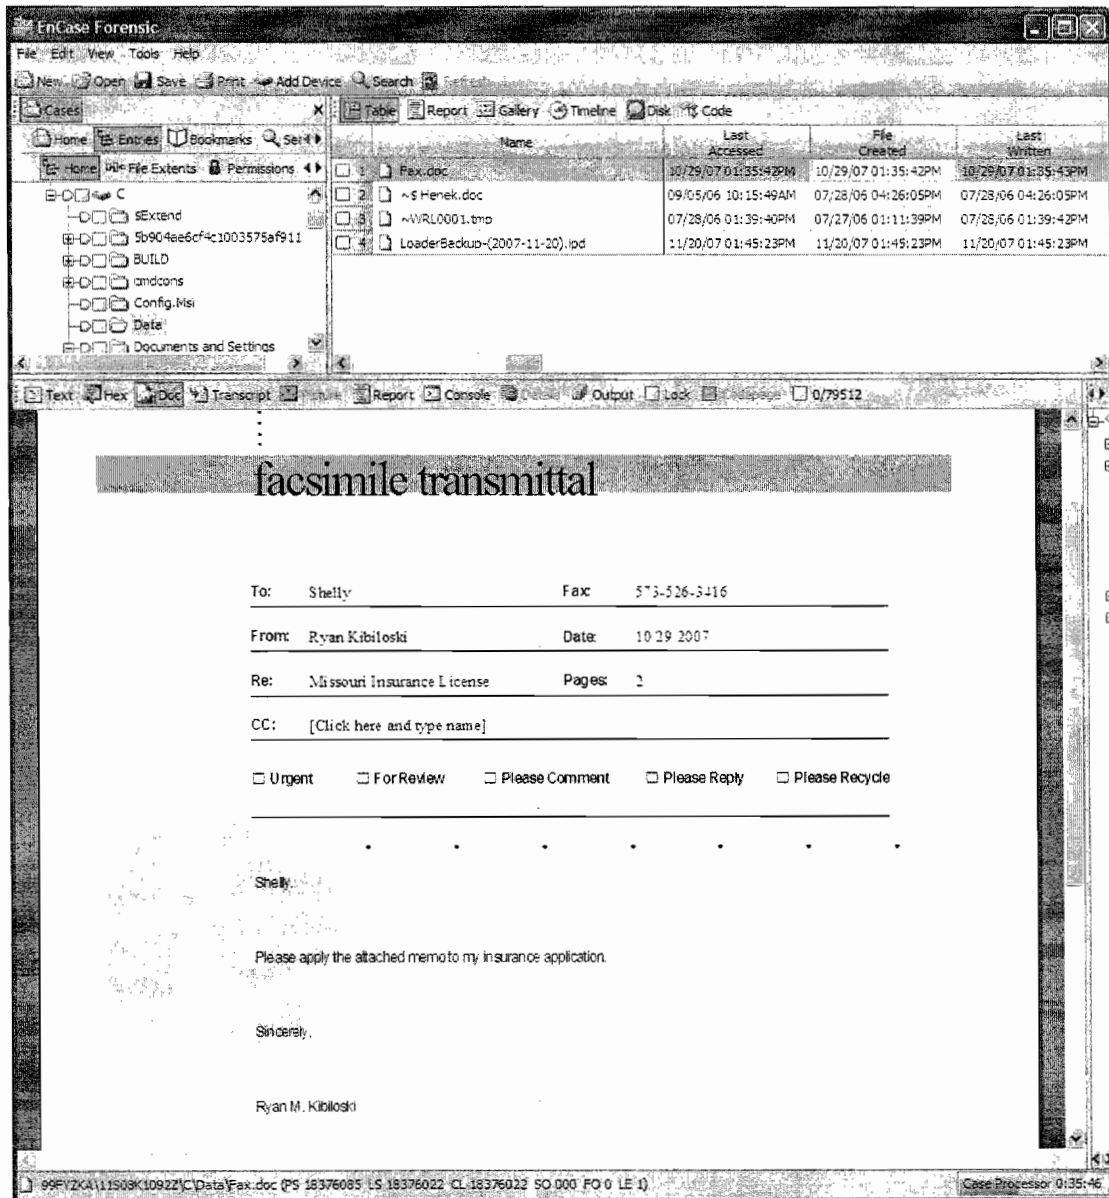 EnCase Forensic
File Edit View Tools Help
New Open Save Print Add Device Search Refresh
Cases
Table Report Gallery Timeline Disk Code
Home Entries Bookmarks
Home File Extents Permissions
Name Last Accessed File Created Last Written
1 Fax.doc 10/29/07 01:35:42PM 10/29/07 01:35:42PM 10/29/07 01:35:43PM
2 ~$ Henek.doc 09/05/06 10:15:49AM 07/28/06 04:26:05PM 07/28/06 04:26:05PM
3 ~WRL0001.tmp 07/28/06 01:39:40PM 07/27/06 01:11:39PM 07/28/06 01:39:42PM
4 LoaderBackup-(2007-11-20).ipd 11/20/07 01:45:23PM 11/20/07 01:45:23PM 11/20/07 01:45:23PM
C
$Extend
5b904ae6cf4c1003575af911
BUILD
cmdcons
Config.Msi
Data
Documents and Settings
Text Hex Doc Transcript Picture Report Console Details Output Lock Codepage 0/79512
facsimile transmittal
To: Shelly Fax: 573-526-3416
From: Ryan Kibiloski Date: 10/29/2007
Re: Missouri Insurance License Pages: 2
CC: [Click here and type name]
☐ Urgent ☐ For Review ☐ Please Comment ☐ Please Reply ☐ Please Recycle
Shelly,
Please apply the attached memo to my insurance application.
Sincerely,
Ryan M. Kibiloski
(PS 18376085 LS 18376022 CL 18376022 SO 000 FO 0 LE 1)
Case Processor 0:35:46